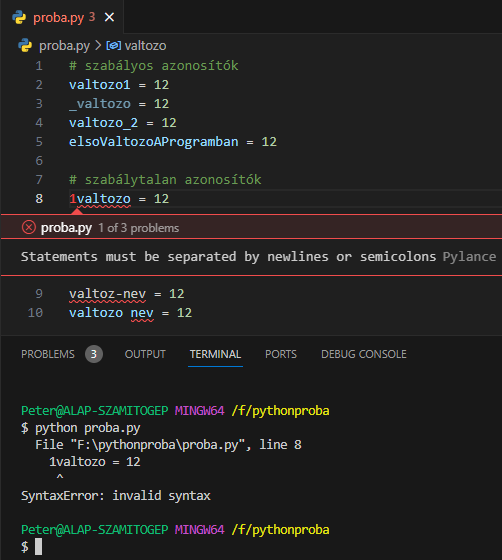 proba.py 3
proba.py > valtozo
1 # szabályos azonosítók
2 valtozo1 = 12
3 _valtozo = 12
4 valtozo_2 = 12
5 elsoValtozoAProgramban = 12
6
7 # szabálytalan azonosítók
8 1valtozo = 12
proba.py 1 of 3 problems
Statements must be separated by newlines or semicolons Pylance
9 valtoz-nev = 12
10 valtozo nev = 12
PROBLEMS 3 OUTPUT TERMINAL PORTS DEBUG CONSOLE
Peter@ALAP-SZAMITOGEP MINGW64 /f/pythonproba
$ python proba.py
File "F:\pythonproba\proba.py", line 8
1valtozo = 12
^
SyntaxError: invalid syntax
Peter@ALAP-SZAMITOGEP MINGW64 /f/pythonproba
$